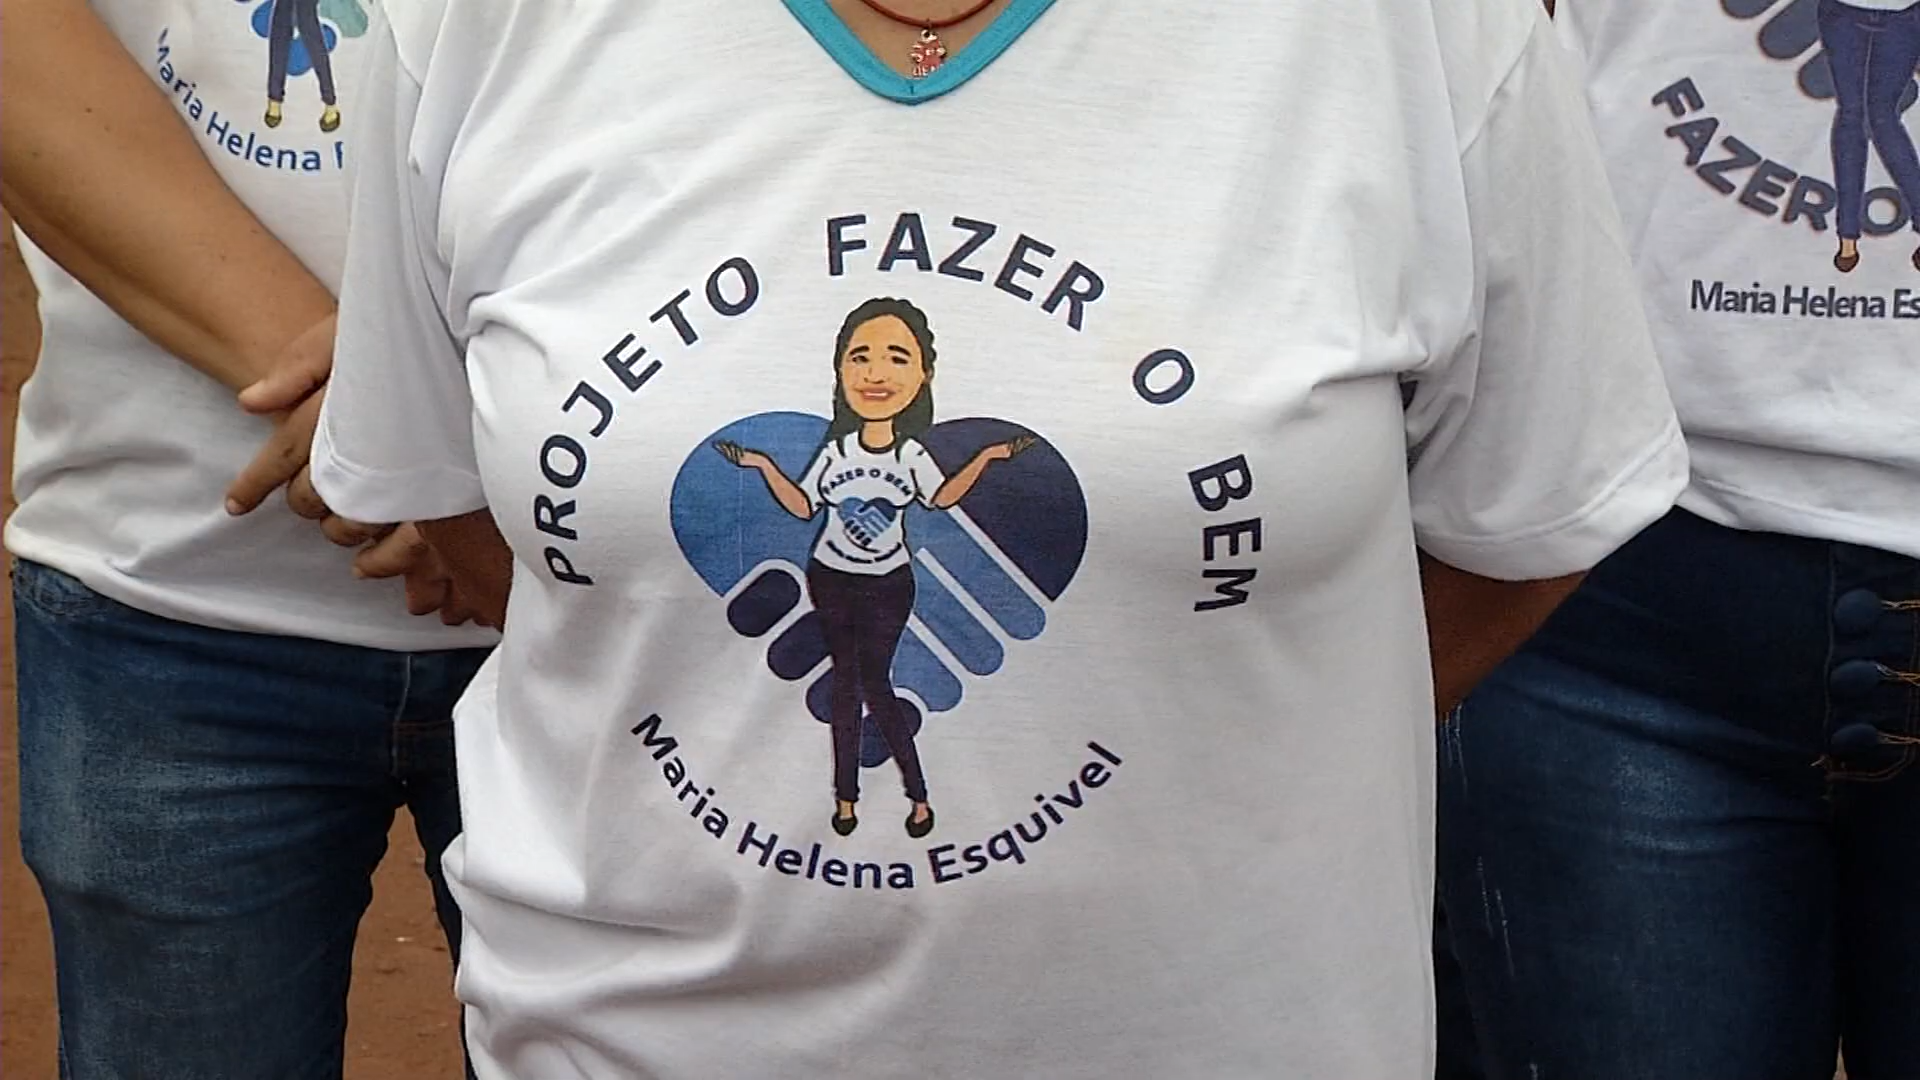 Maria Helena
PROJETO FAZER O BEM
FAZER O BEM
Maria Helena Esquivel
FAZER O
Maria Helena Es